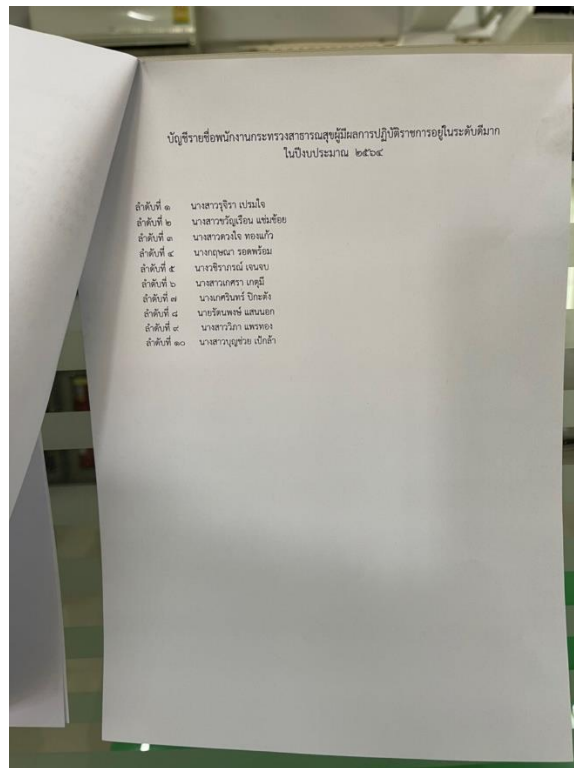 บัญชีรายชื่อพนักงานกระทรวงสาธารณสุขผู้มีผลการปฏิบัติราชการอยู่ในระดับดีมาก
ในปีงบประมาณ ๒๕๖๔
ลำดับที่ ๑ นางสาวรุจิรา เปรมใจ
ลำดับที่ ๒ นางสาวขวัญเรือน แช่มช้อย
ลำดับที่ ๓ นางสาวดวงใจ ทองแก้ว
ลำดับที่ ๔ นางกฤษณา รอดพร้อม
ลำดับที่ ๕ นางวชิราภรณ์ เจนจบ
ลำดับที่ ๖ นางสาวเกศรา เกตุมี
ลำดับที่ ๗ นางเกศรินทร์ ปิกะตัง
ลำดับที่ ๘ นายรัตนพงษ์ แสนนอก
ลำดับที่ ๙ นางสาววิภา แพรทอง
ลำดับที่ ๑๐ นางสาวบุญช่วย เบ้กล้า